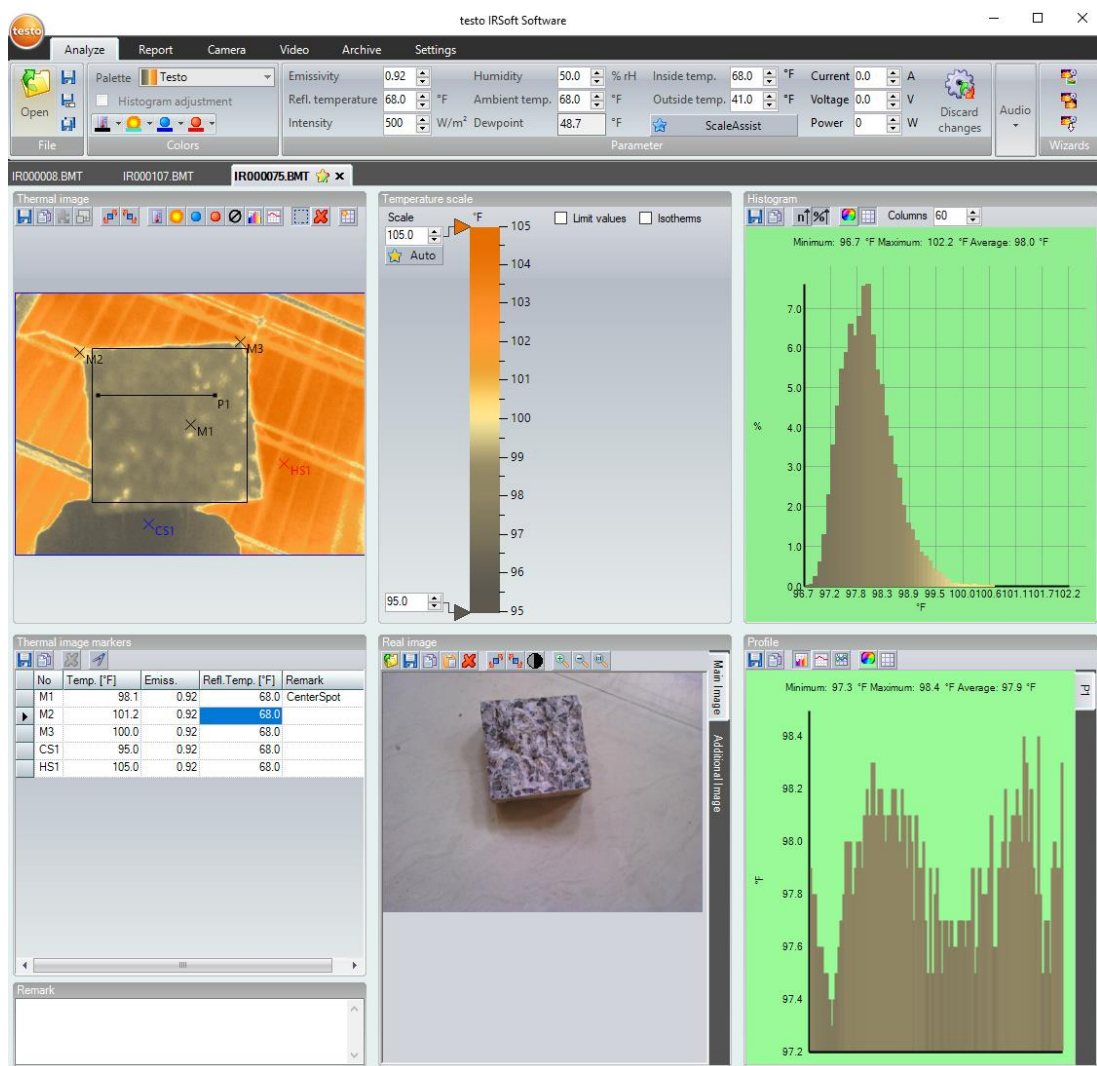 testo IRSoft Software
testo
Analyze Report Camera Video Archive Settings
Open
File
Palette Testo
Histogram adjustment
Colors
Emissivity 0.92 Humidity 50.0 % rH Inside temp. 68.0 °F Current 0.0 A
Refl. temperature 68.0 °F Ambient temp. 68.0 °F Outside temp. 41.0 °F Voltage 0.0 V
Intensity 500 W/m² Dewpoint 48.7 °F ScaleAssist Power 0 W
Parameter
Discard changes
Audio
Wizards
IR000008.BMT IR000107.BMT IR000075.BMT
Thermal image
M2
M3
P1
M1
HS1
CS1
Temperature scale
Scale °F Limit values Isotherms
105.0
Auto
105
104
103
102
101
100
99
98
97
96
95
95.0
Histogram
n % Columns 60
Minimum: 96.7 °F Maximum: 102.2 °F Average: 98.0 °F
7.0
6.0
5.0
%
4.0
3.0
2.0
1.0
0.0
96.7 97.2 97.8 98.3 98.9 99.5 100.0 100.6 101.1 101.7 102.2
°F
Thermal image markers
No Temp. [°F] Emiss. Refl.Temp. [°F] Remark
M1 98.1 0.92 68.0 CenterSpot
M2 101.2 0.92 68.0
M3 100.0 0.92 68.0
CS1 95.0 0.92 68.0
HS1 105.0 0.92 68.0
Remark
Real image
Main Image
Additional Image
Profile
Minimum: 97.3 °F Maximum: 98.4 °F Average: 97.9 °F
P1
98.4
98.2
98.0
°F
97.8
97.6
97.4
97.2